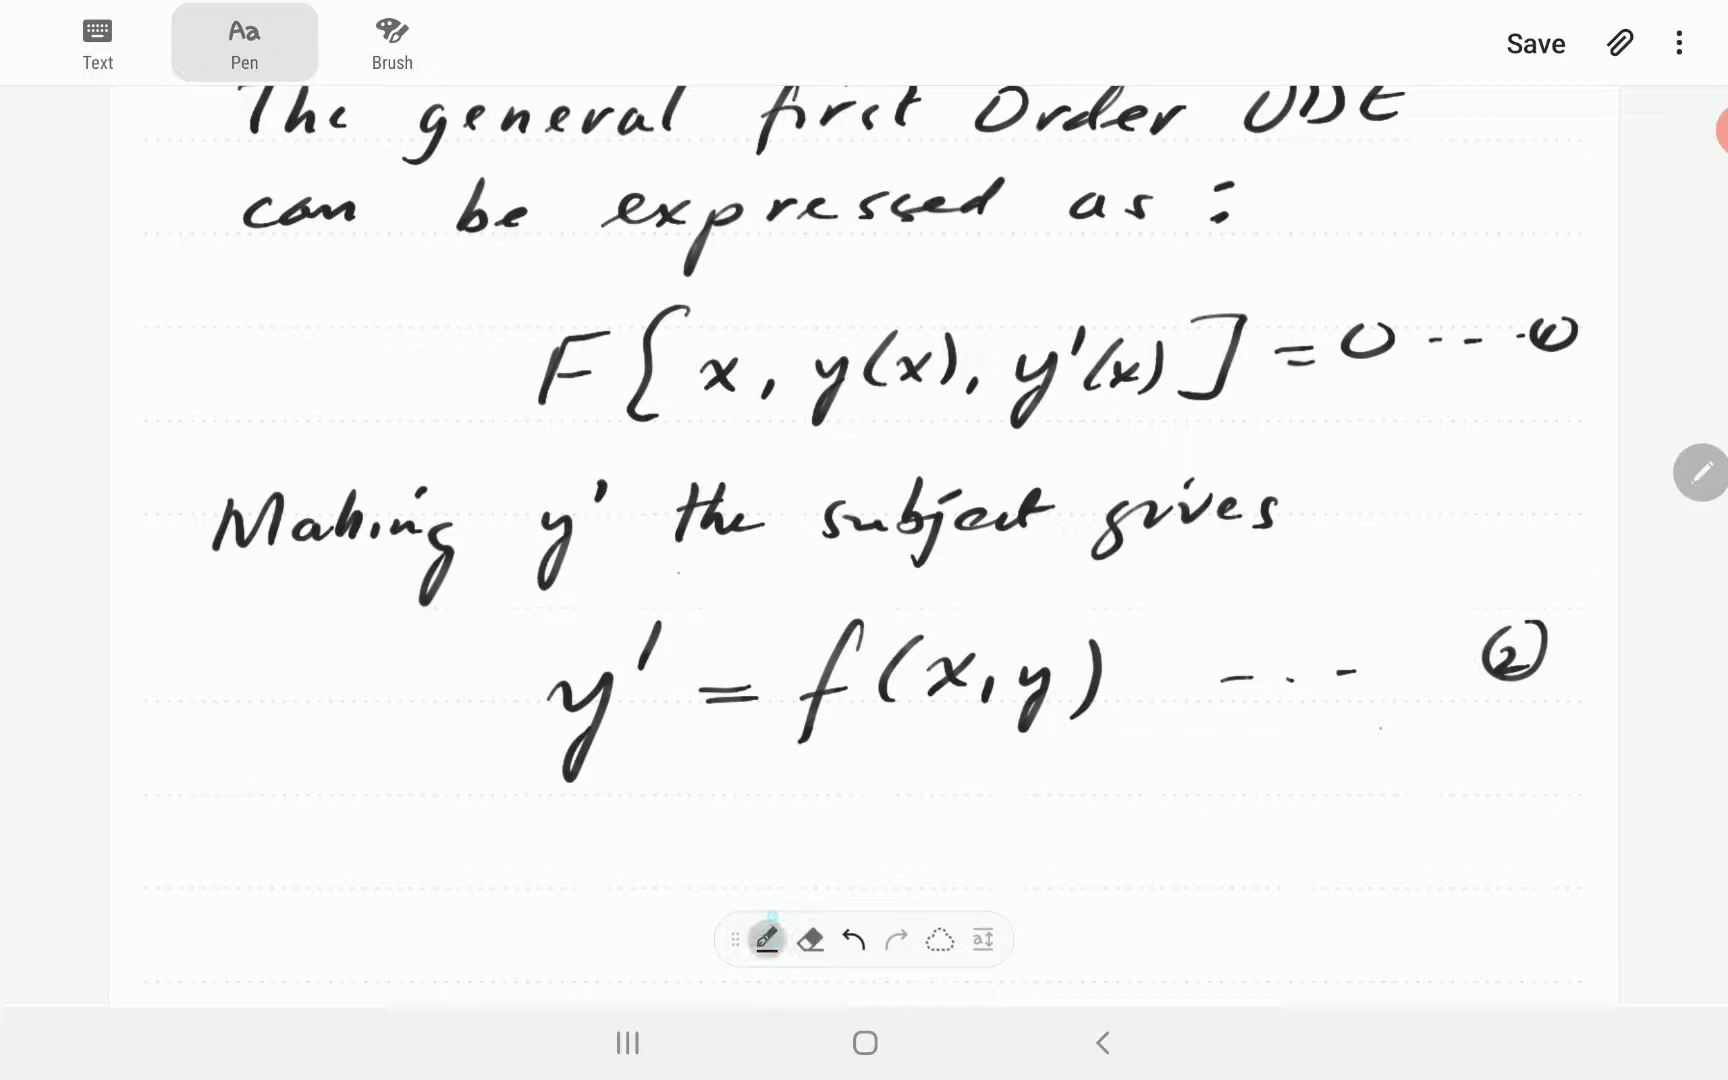 Text Aa Pen Brush Save
The general first Order ODE
can be expressed as :
F[ x, y(x), y'(x) ] = 0 --- ①
Making y' the subject gives
y' = f(x,y) --- ②